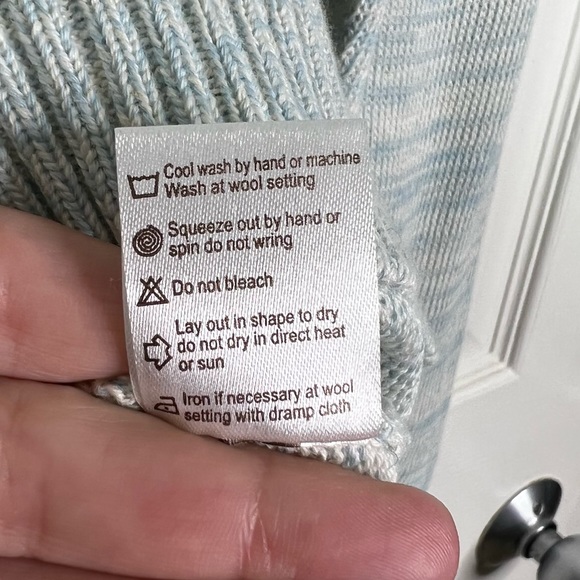 Cool wash by hand or machine
Wash at wool setting
Squeeze out by hand or
spin do not wring
Do not bleach
Lay out in shape to dry
do not dry in direct heat
or sun
Iron if necessary at wool
setting with dramp cloth